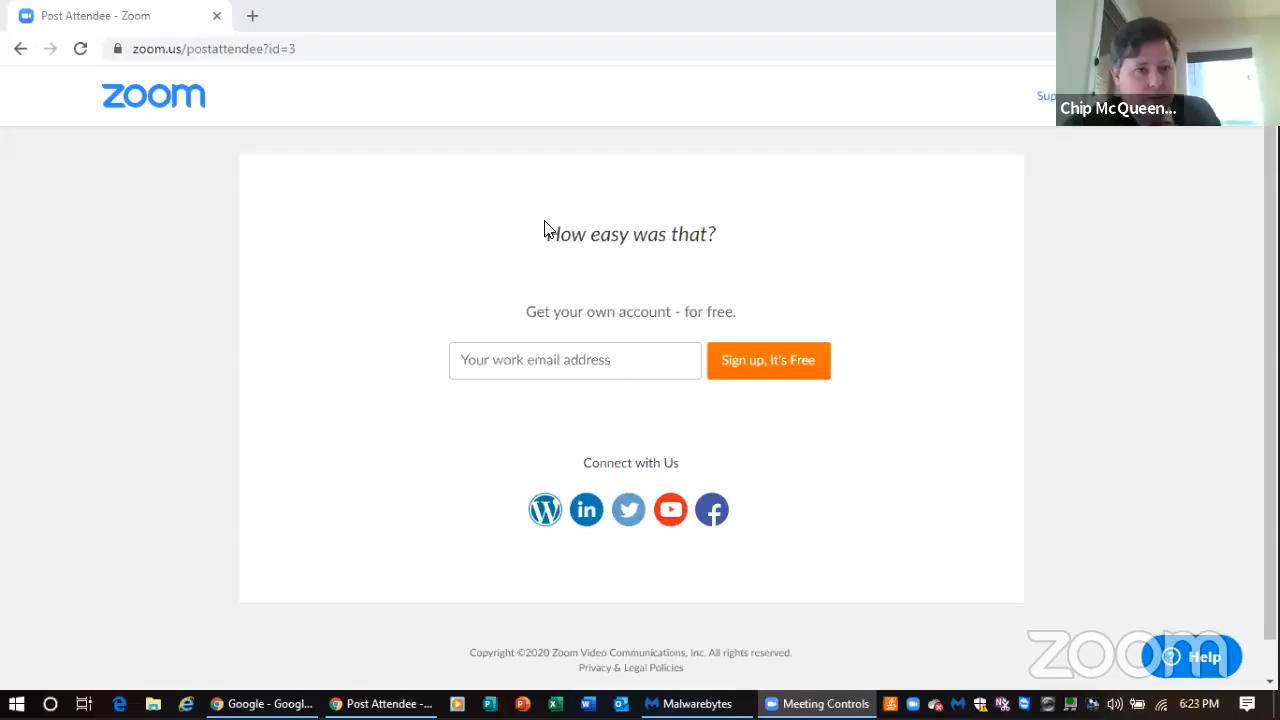 Post Attendee - Zoom
zoom.us/postattendee?id=3
zoom
Sup
Chip McQueen...
How easy was that?
Get your own account - for free.
Your work email address
Sign up, It's Free
Connect with Us
in
Copyright ©2020 Zoom Video Communications, Inc. All rights reserved.
Privacy & Legal Policies
zoom
Help
Google - Googl...
Post Attendee -...
Malwarebytes
Meeting Controls
6:23 PM